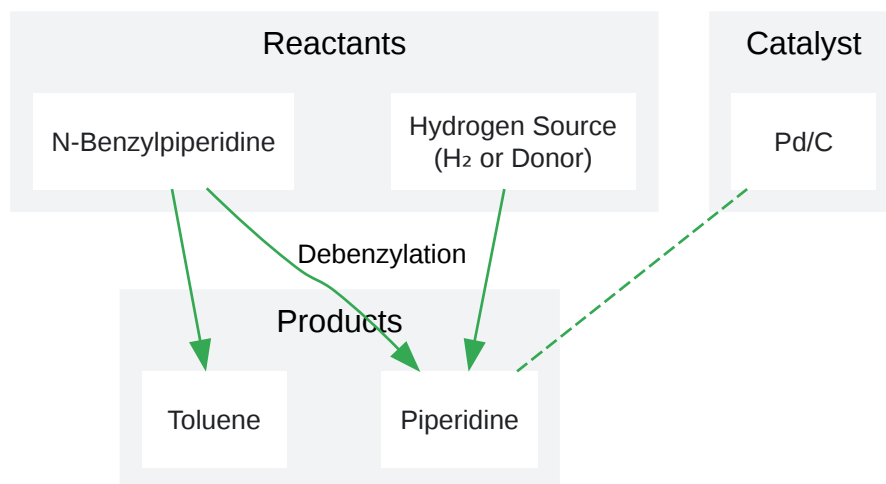 Reactants
Catalyst
N-Benzylpiperidine
Hydrogen Source
(H₂ or Donor)
Pd/C
Debenzylation
Products
Toluene
Piperidine